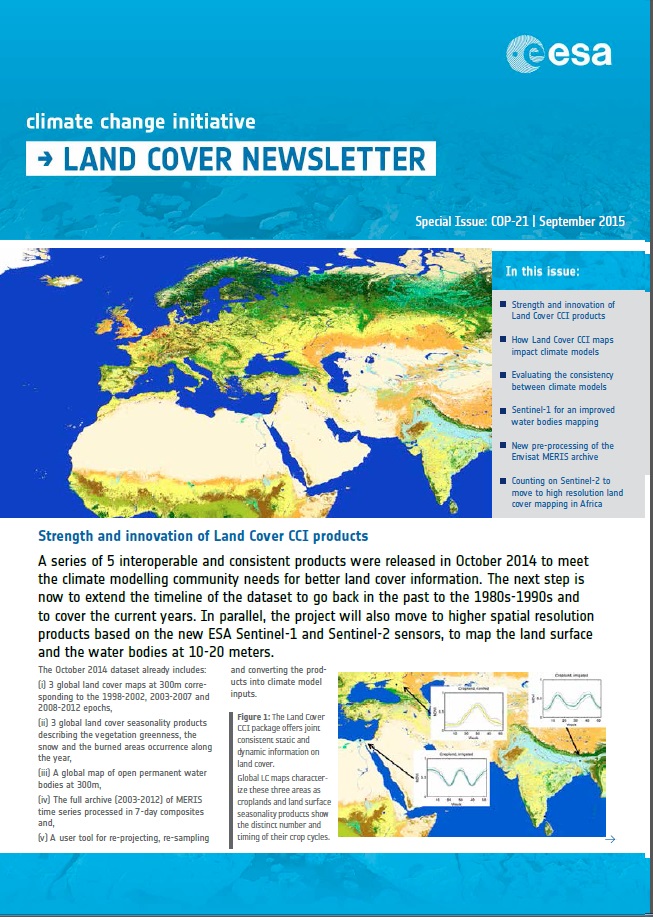 esa
climate change initiative
→ LAND COVER NEWSLETTER
Special Issue: COP-21 | September 2015
In this issue:
Strength and innovation of
Land Cover CCI products
How Land Cover CCI maps
impact climate models
Evaluating the consistency
between climate models
Sentinel-1 for an improved
water bodies mapping
New pre-processing of the
Envisat MERIS archive
Counting on Sentinel-2 to
move to high resolution land
cover mapping in Africa
Strength and innovation of Land Cover CCI products
A series of 5 interoperable and consistent products were released in October 2014 to meet
the climate modelling community needs for better land cover information. The next step is
now to extend the timeline of the dataset to go back in the past to the 1980s-1990s and
to cover the current years. In parallel, the project will also move to higher spatial resolution
products based on the new ESA Sentinel-1 and Sentinel-2 sensors, to map the land surface
and the water bodies at 10-20 meters.
The October 2014 dataset already includes:
(i) 3 global land cover maps at 300m corre-
sponding to the 1998-2002, 2003-2007 and
2008-2012 epochs,
(ii) 3 global land cover seasonality products
describing the vegetation greenness, the
snow and the burned areas occurrence along
the year,
(iii) A global map of open permanent water
bodies at 300m,
(iv) The full archive (2003-2012) of MERIS
time series processed in 7-day composites
and,
(v) A user tool for re-projecting, re-sampling
and converting the prod-
ucts into climate model
inputs.
Figure 1: The Land Cover
CCI package offers joint
consistent static and
dynamic information on
land cover.
Global LC maps character-
ize these three areas as
croplands and land surface
seasonality products show
the distinct number and
timing of their crop cycles.
Cropland, rainfed
Cropland, irrigated
Cropland, irrigated